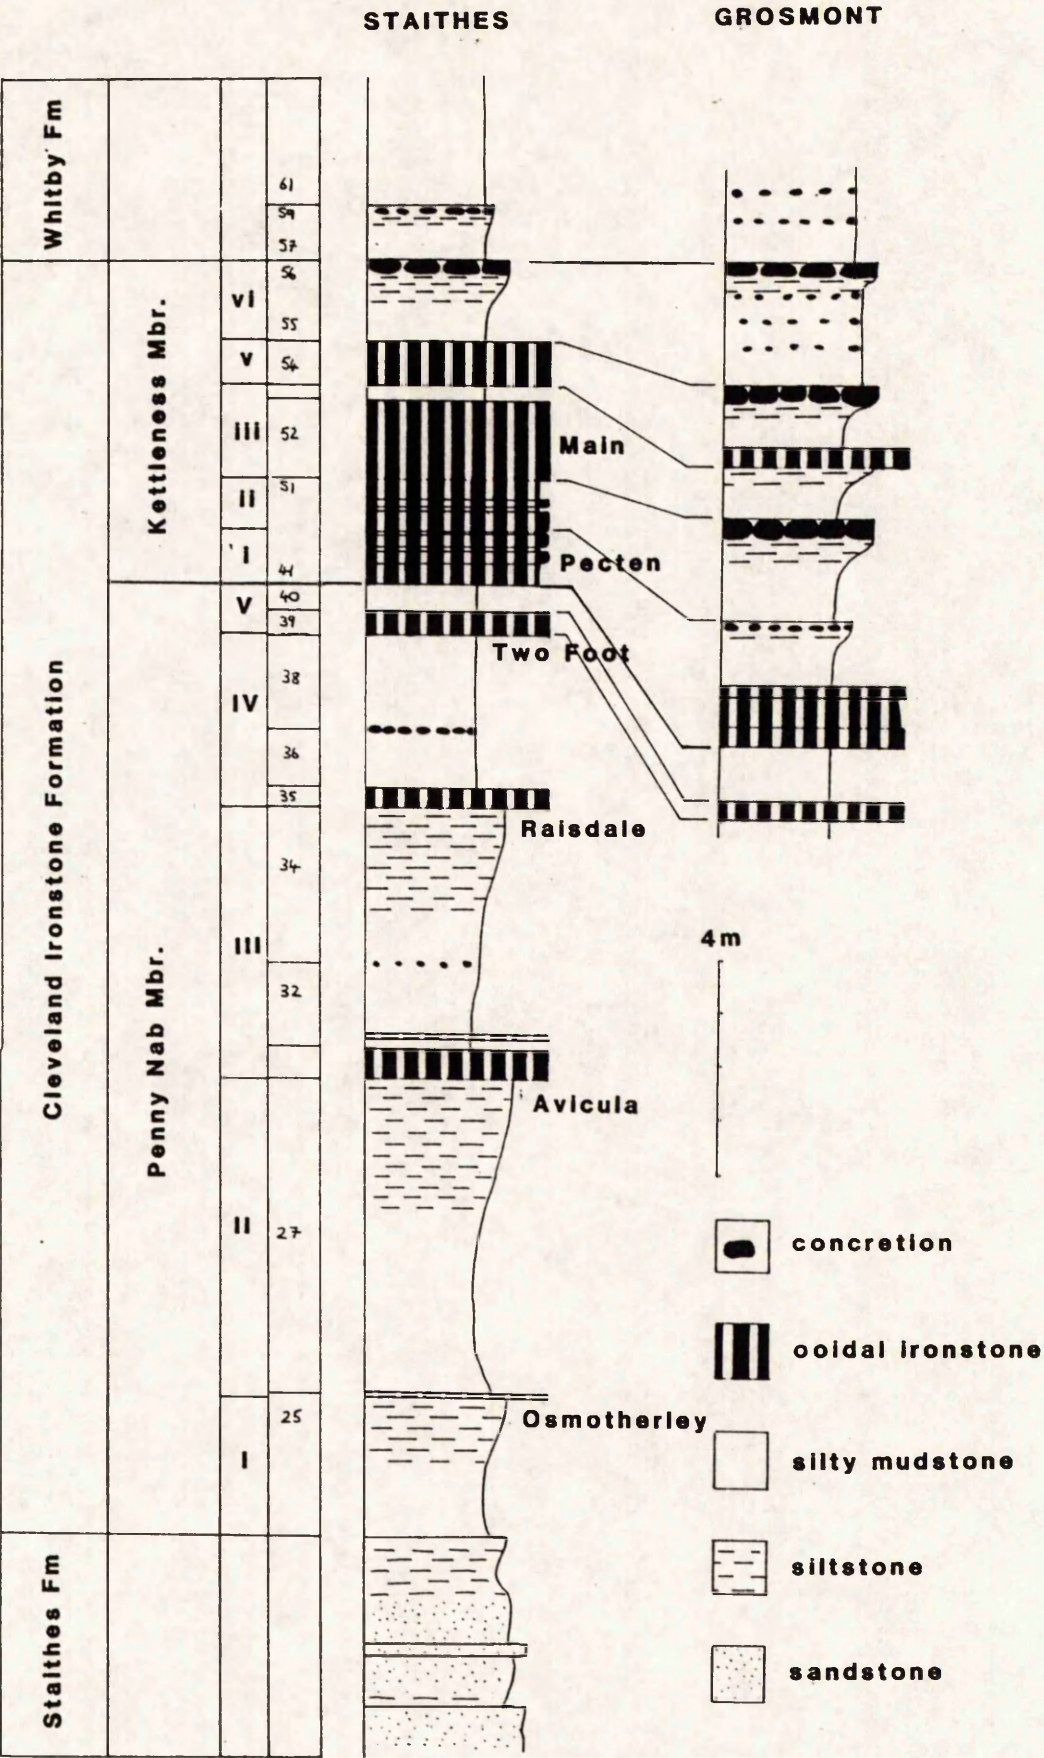 STAITHES
GROSMONT
Whitby Fm
Cleveland Ironstone Formation
Staithes Fm
Kettleness Mbr.
Penny Nab Mbr.
vi
v
iii
ii
i
V
IV
III
II
I
61
59
57
56
55
54
52
51
41
40
39
38
36
35
34
32
27
25
Main
Pecten
Two Foot
Raisdale
Avicula
Osmotherley
4m
concretion
ooidal ironstone
silty mudstone
siltstone
sandstone